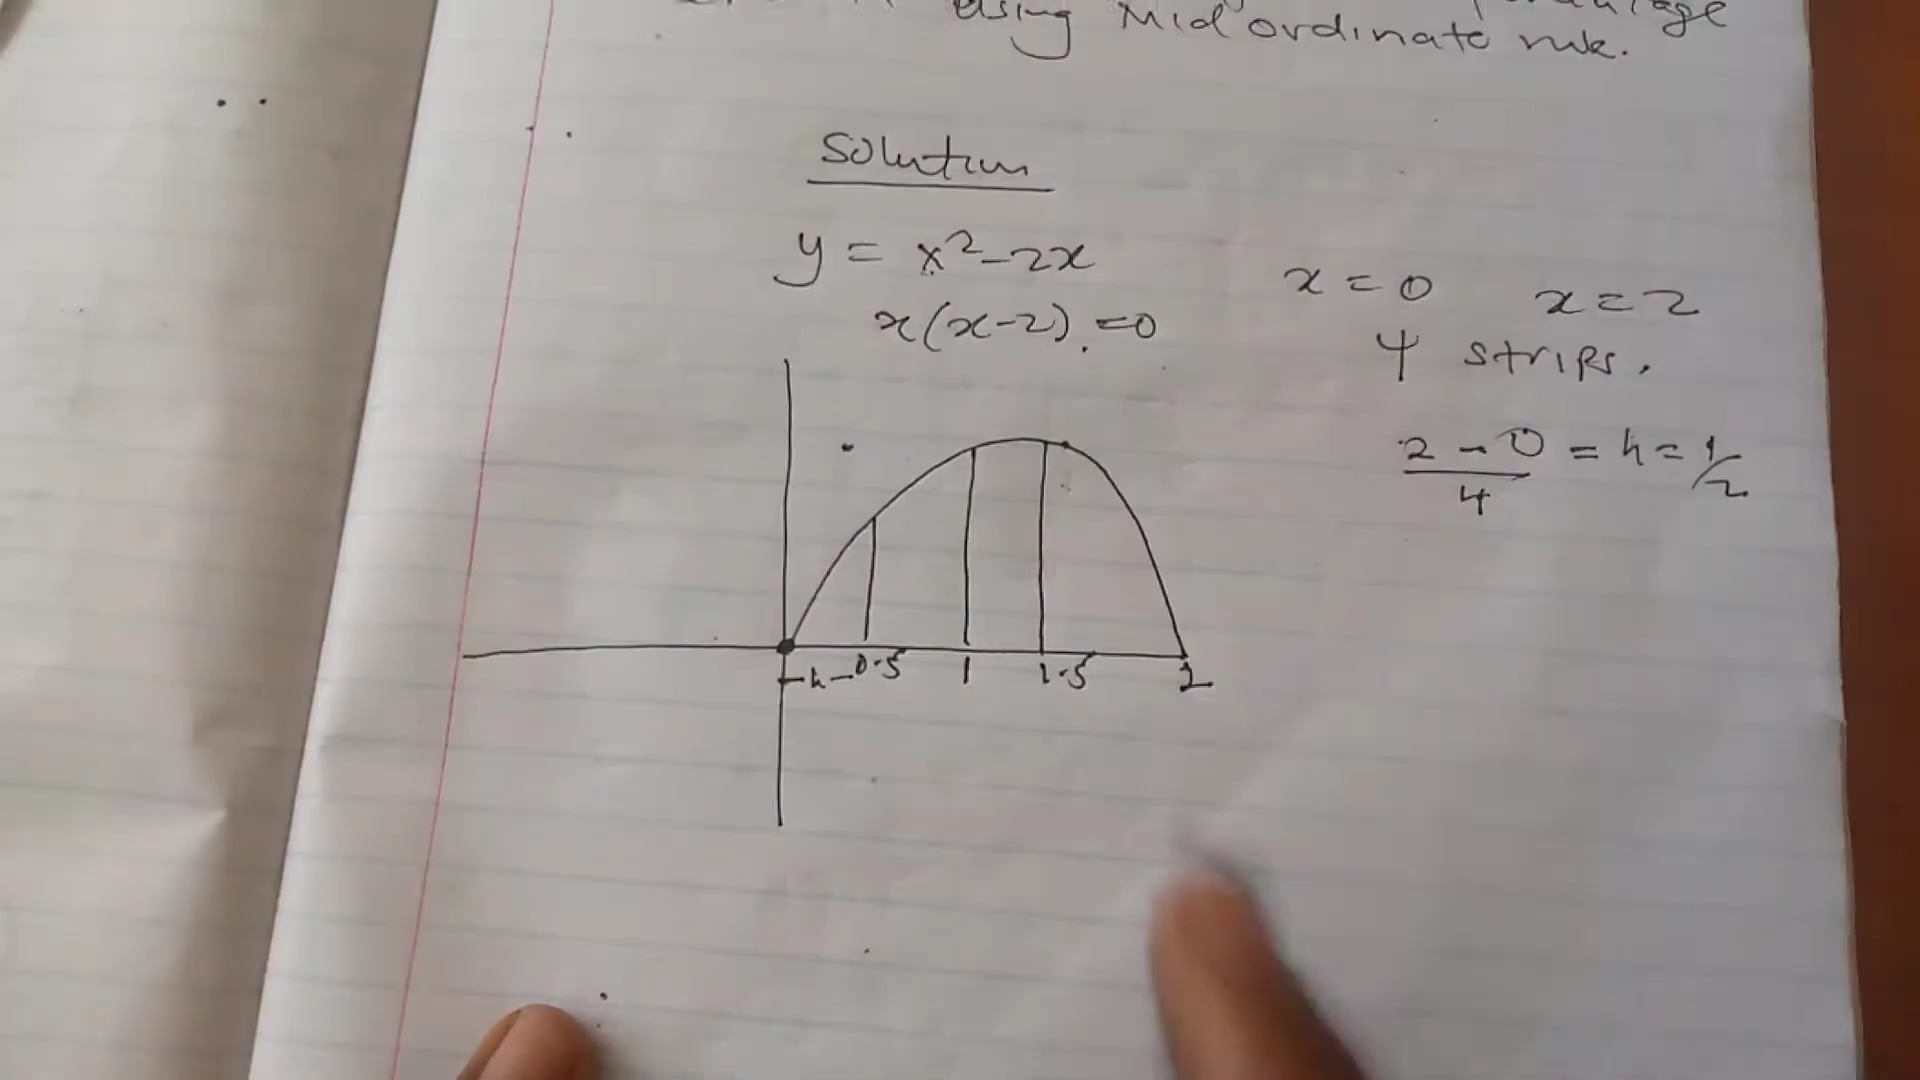 using Mid ordinate rule.
Solution
y = x²-2x
x(x-2) =0
x = 0 x = 2
4 strips.
2 - 0 = h = 1/2
4
-h- 0.5 1 1.5 2